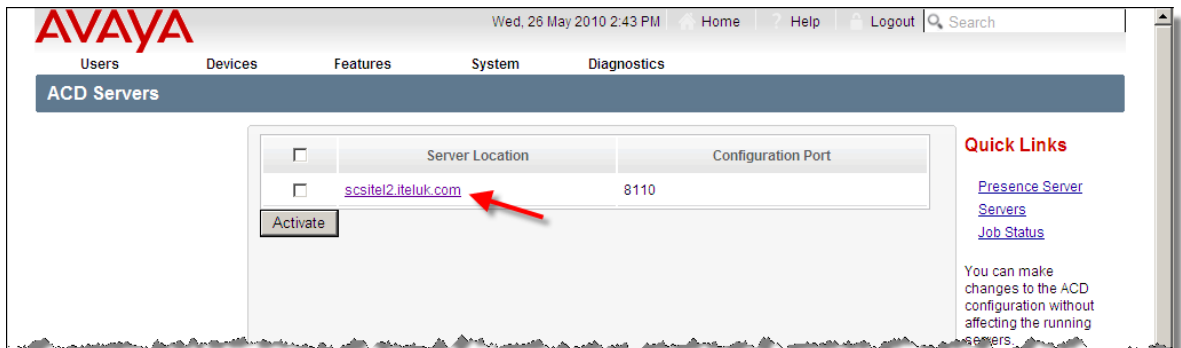 AVAYA
Wed, 26 May 2010 2:43 PM Home ? Help Logout Search
Users Devices Features System Diagnostics
ACD Servers
Server Location Configuration Port
scsitel2.iteluk.com 8110
Activate
Quick Links
Presence Server
Servers
Job Status
You can make
changes to the ACD
configuration without
affecting the running
servers.